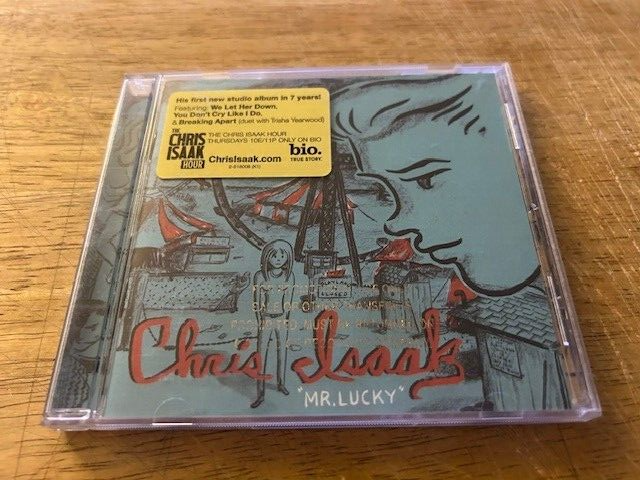 His first new studio album in 7 years!
Featuring: We Let Her Down,
You Don't Cry Like I Do,
& Breaking Apart (duet with Trisha Yearwood)
THE
CHRIS
ISAAK
HOUR
THE CHRIS ISAAK HOUR
THURSDAYS 10E/11P ONLY ON BIO
ChrisIsaak.com
bio.
TRUE STORY.
CLOSED
Chris Isaak
"MR.LUCKY"